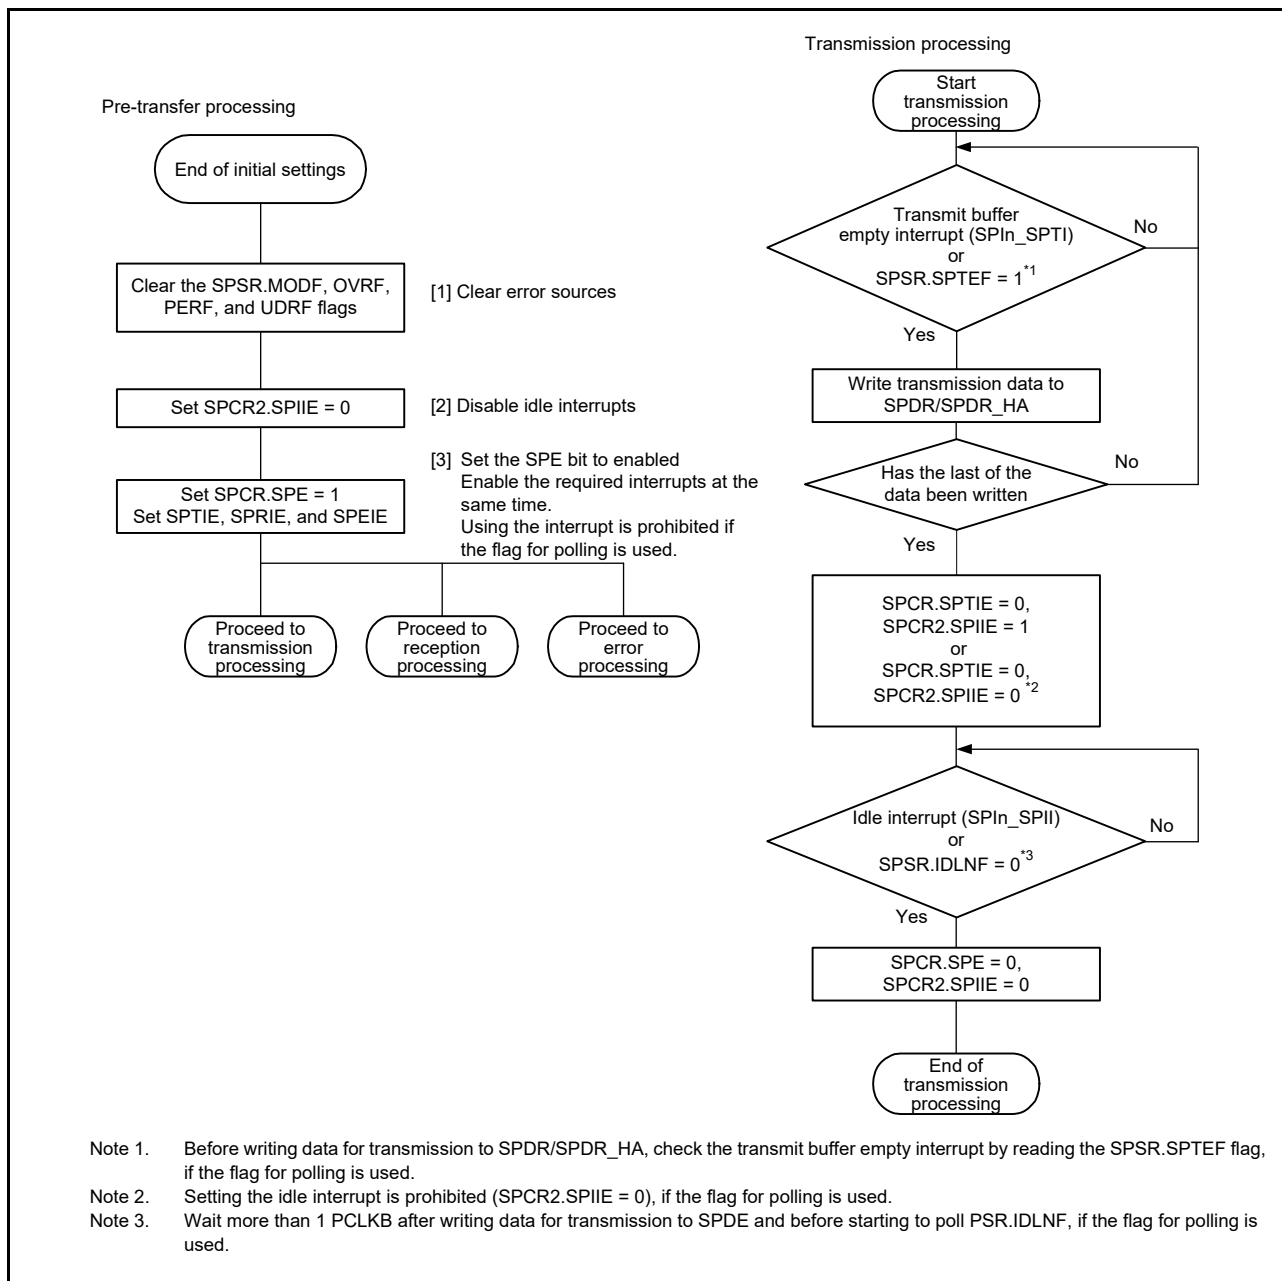 Pre-transfer processing
End of initial settings
Clear the SPSR.MODF, OVRF,
PERF, and UDRF flags
[1] Clear error sources
Set SPCR2.SPIIE = 0
[2] Disable idle interrupts
Set SPCR.SPE = 1
Set SPTIE, SPRIE, and SPEIE
[3] Set the SPE bit to enabled
Enable the required interrupts at the
same time.
Using the interrupt is prohibited if
the flag for polling is used.
Proceed to
transmission
processing
Proceed to
reception
processing
Proceed to
error
processing
Transmission processing
Start
transmission
processing
Transmit buffer
empty interrupt (SPIn_SPTI)
or
SPSR.SPTEF = 1*1
No
Yes
Write transmission data to
SPDR/SPDR_HA
Has the last of the
data been written
No
Yes
SPCR.SPTIE = 0,
SPCR2.SPIIE = 1
or
SPCR.SPTIE = 0,
SPCR2.SPIIE = 0 *2
Idle interrupt (SPIn_SPII)
or
SPSR.IDLNF = 0*3
No
Yes
SPCR.SPE = 0,
SPCR2.SPIIE = 0
End of
transmission
processing
Note 1. Before writing data for transmission to SPDR/SPDR_HA, check the transmit buffer empty interrupt by reading the SPSR.SPTEF flag,
if the flag for polling is used.
Note 2. Setting the idle interrupt is prohibited (SPCR2.SPIIE = 0), if the flag for polling is used.
Note 3. Wait more than 1 PCLKB after writing data for transmission to SPDE and before starting to poll PSR.IDLNF, if the flag for polling is
used.